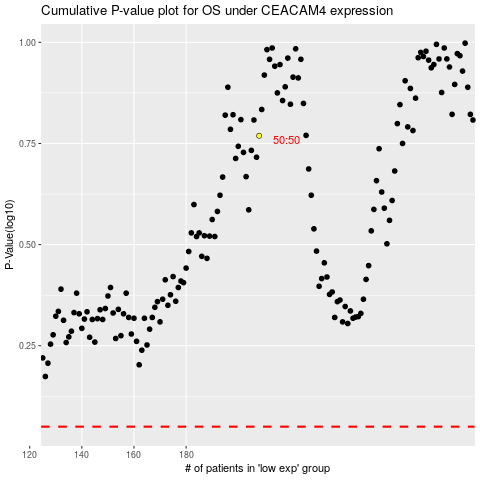 Cumulative P-value plot for OS under CEACAM4 expression
1.00
0.75
0.50
0.25
P-Value(log10)
50:50
120 140 160 180
# of patients in 'low exp' group